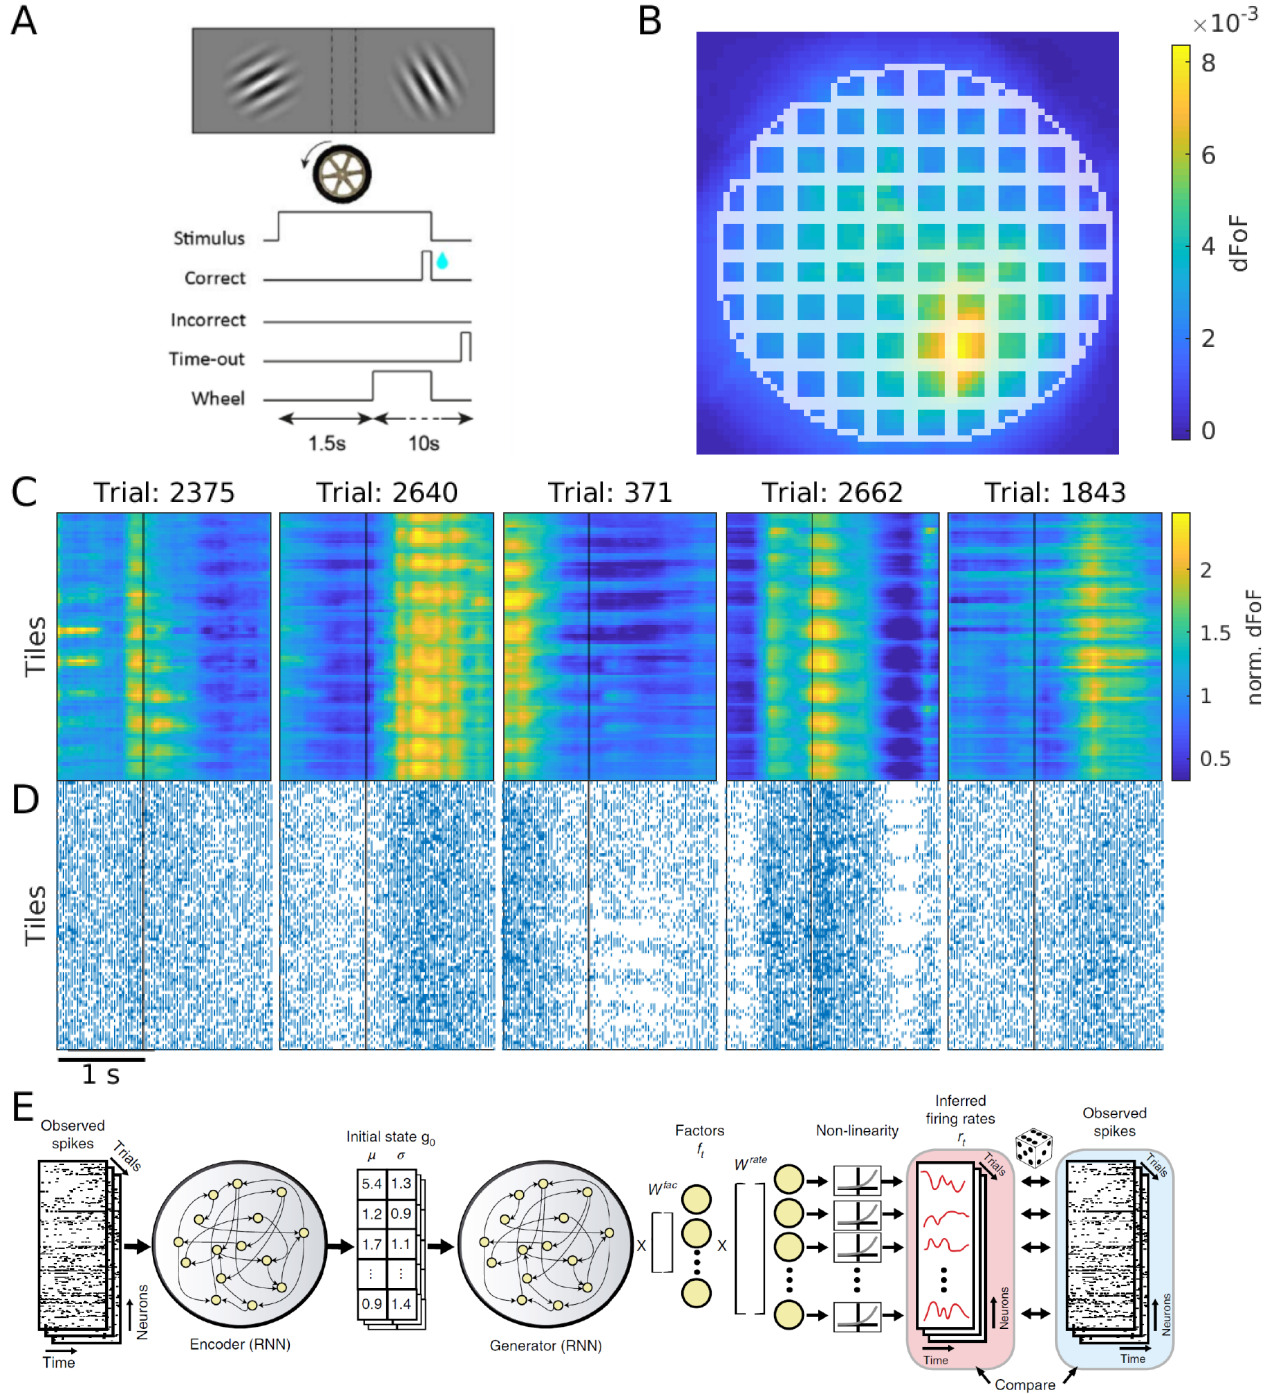 A
Stimulus
Correct
Incorrect
Time-out
Wheel
1.5s
10s
B
×10⁻³
8
6
4
2
0
dFoF
C
Trial: 2375
Trial: 2640
Trial: 371
Trial: 2662
Trial: 1843
Tiles
2
1.5
1
0.5
norm. dFoF
D
Tiles
1 s
E
Observed
spikes
Trials
Neurons
Time
Encoder (RNN)
Initial state g₀
μ σ
5.4 1.3
1.2 0.9
1.7 1.1
⋮ ⋮
0.9 1.4
Generator (RNN)
X
W^fac
Factors
f_t
X
W^rate
Non-linearity
Inferred
firing rates
r_t
Trials
Neurons
Time
Observed
spikes
Trials
Neurons
Time
Compare